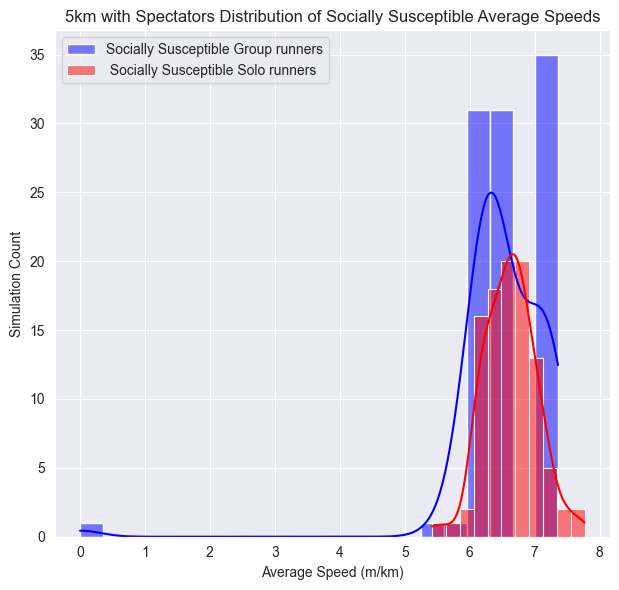 5km with Spectators Distribution of Socially Susceptible Average Speeds
Socially Susceptible Group runners
Socially Susceptible Solo runners
35
30
25
20
15
10
5
0
Simulation Count
0 1 2 3 4 5 6 7 8
Average Speed (m/km)